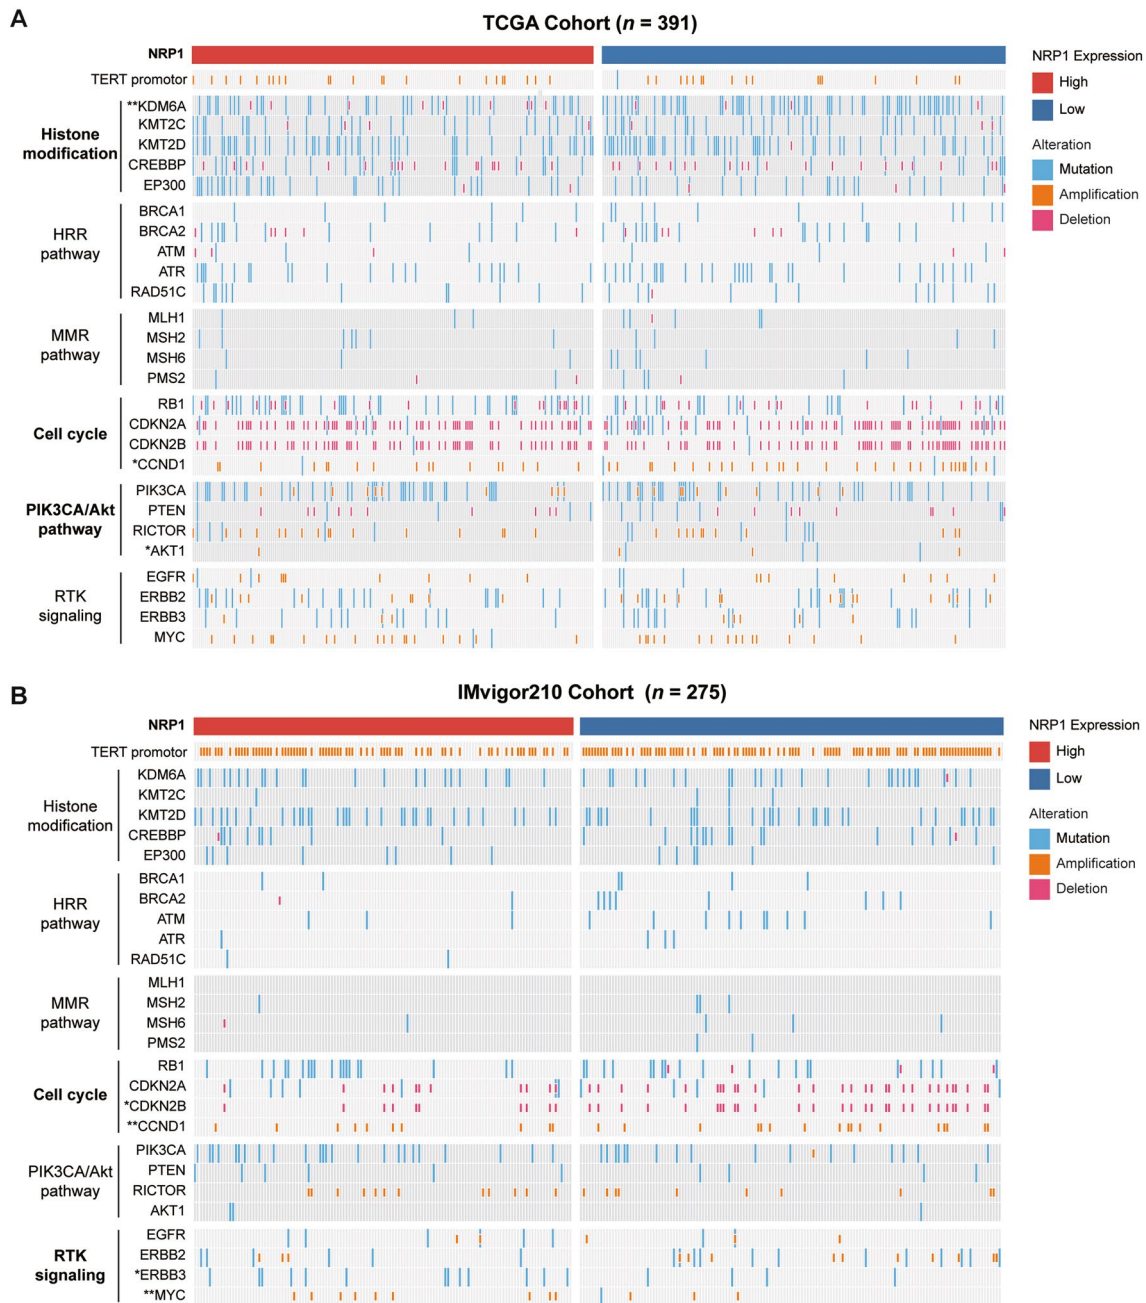 A
TCGA Cohort (n = 391)
NRP1
TERT promotor
Histone
modification
**KDM6A
KMT2C
KMT2D
CREBBP
EP300
HRR
pathway
BRCA1
BRCA2
ATM
ATR
RAD51C
MMR
pathway
MLH1
MSH2
MSH6
PMS2
Cell cycle
RB1
CDKN2A
CDKN2B
*CCND1
PIK3CA/Akt
pathway
PIK3CA
PTEN
RICTOR
*AKT1
RTK
signaling
EGFR
ERBB2
ERBB3
MYC
NRP1 Expression
High
Low
Alteration
Mutation
Amplification
Deletion
B
IMvigor210 Cohort (n = 275)
NRP1
TERT promotor
Histone
modification
KDM6A
KMT2C
KMT2D
CREBBP
EP300
HRR
pathway
BRCA1
BRCA2
ATM
ATR
RAD51C
MMR
pathway
MLH1
MSH2
MSH6
PMS2
Cell cycle
RB1
CDKN2A
*CDKN2B
**CCND1
PIK3CA/Akt
pathway
PIK3CA
PTEN
RICTOR
AKT1
RTK
signaling
EGFR
ERBB2
*ERBB3
**MYC
NRP1 Expression
High
Low
Alteration
Mutation
Amplification
Deletion